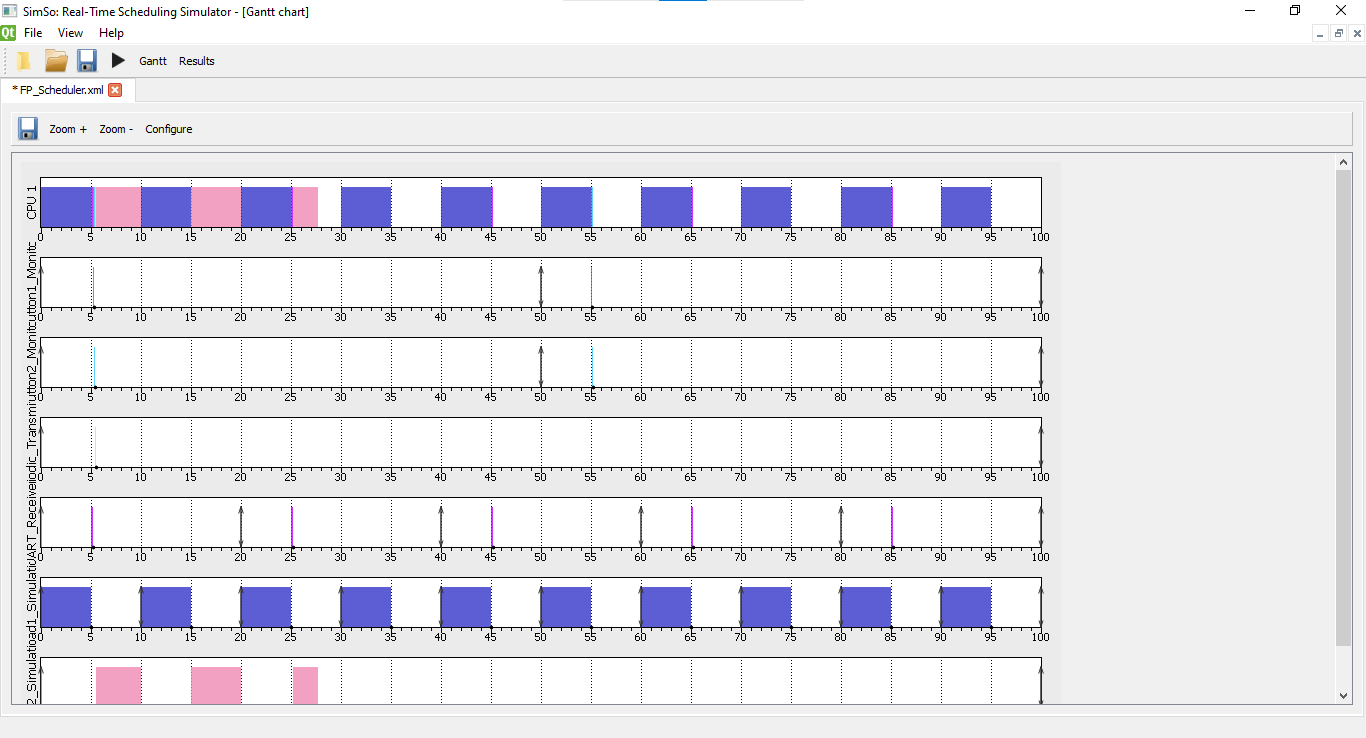 SimSo: Real-Time Scheduling Simulator - [Gantt chart]
File View Help
Gantt Results
* FP_Scheduler.xml
Zoom + Zoom - Configure
CPU 1
0 5 10 15 20 25 30 35 40 45 50 55 60 65 70 75 80 85 90 95 100
utton1_Monitc
0 5 10 15 20 25 30 35 40 45 50 55 60 65 70 75 80 85 90 95 100
utton2_Monitc
0 5 10 15 20 25 30 35 40 45 50 55 60 65 70 75 80 85 90 95 100
iodic_Transmi
0 5 10 15 20 25 30 35 40 45 50 55 60 65 70 75 80 85 90 95 100
ART_Receive
0 5 10 15 20 25 30 35 40 45 50 55 60 65 70 75 80 85 90 95 100
oad1_Simulatic
0 5 10 15 20 25 30 35 40 45 50 55 60 65 70 75 80 85 90 95 100
2_Simulati